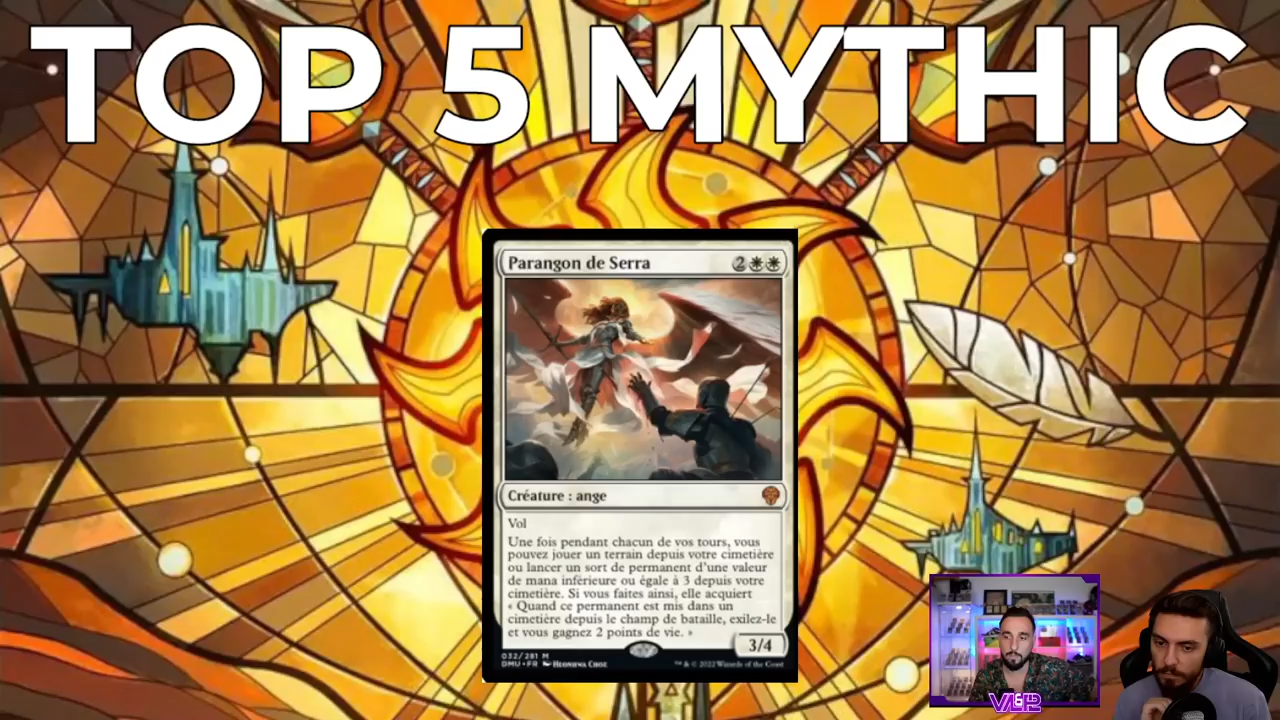 TOP 5 MYTHIC
Parangon de Serra 2
Créature : ange
Vol
Une fois pendant chacun de vos tours, vous
pouvez jouer un terrain depuis votre cimetière
ou lancer un sort de permanent d'une valeur
de mana inférieure ou égale à 3 depuis votre
cimetière. Si vous faites ainsi, elle acquiert
« Quand ce permanent est mis dans un
cimetière depuis le champ de bataille, exilez-le
et vous gagnez 2 points de vie. »
3/4
032/281 M
DMU • FR Heonhwa Choe
™ & © 2022 Wizards of the Coast